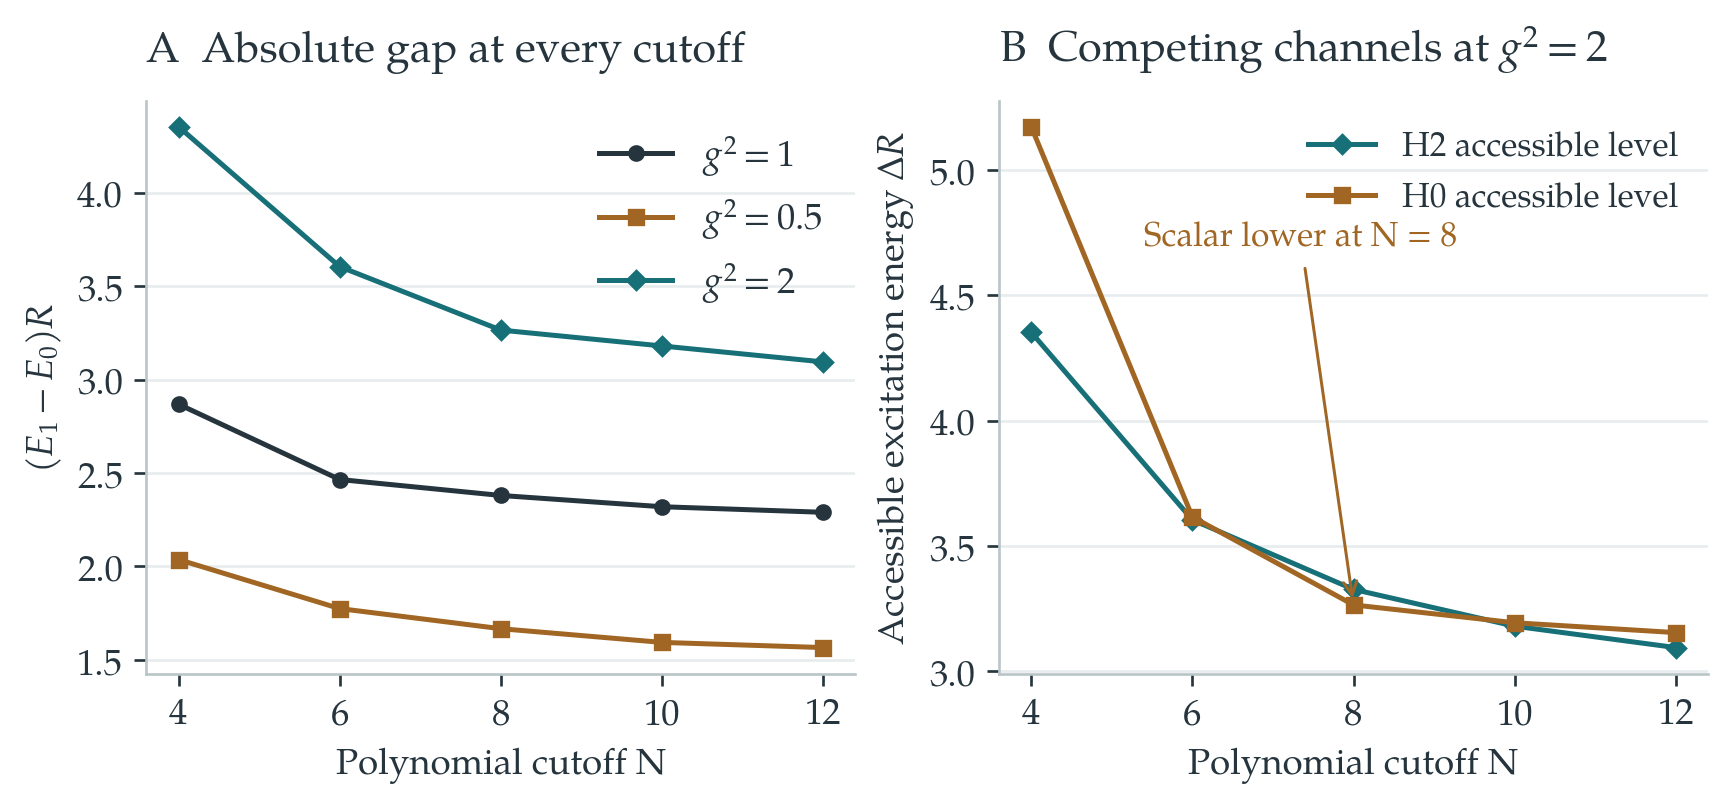 A Absolute gap at every cutoff
(E₁ − E₀)R
4.0
3.5
3.0
2.5
2.0
1.5
g² = 1
g² = 0.5
g² = 2
4 6 8 10 12
Polynomial cutoff N
B Competing channels at g² = 2
Accessible excitation energy ΔR
5.0
4.5
4.0
3.5
3.0
H2 accessible level
H0 accessible level
Scalar lower at N = 8
4 6 8 10 12
Polynomial cutoff N